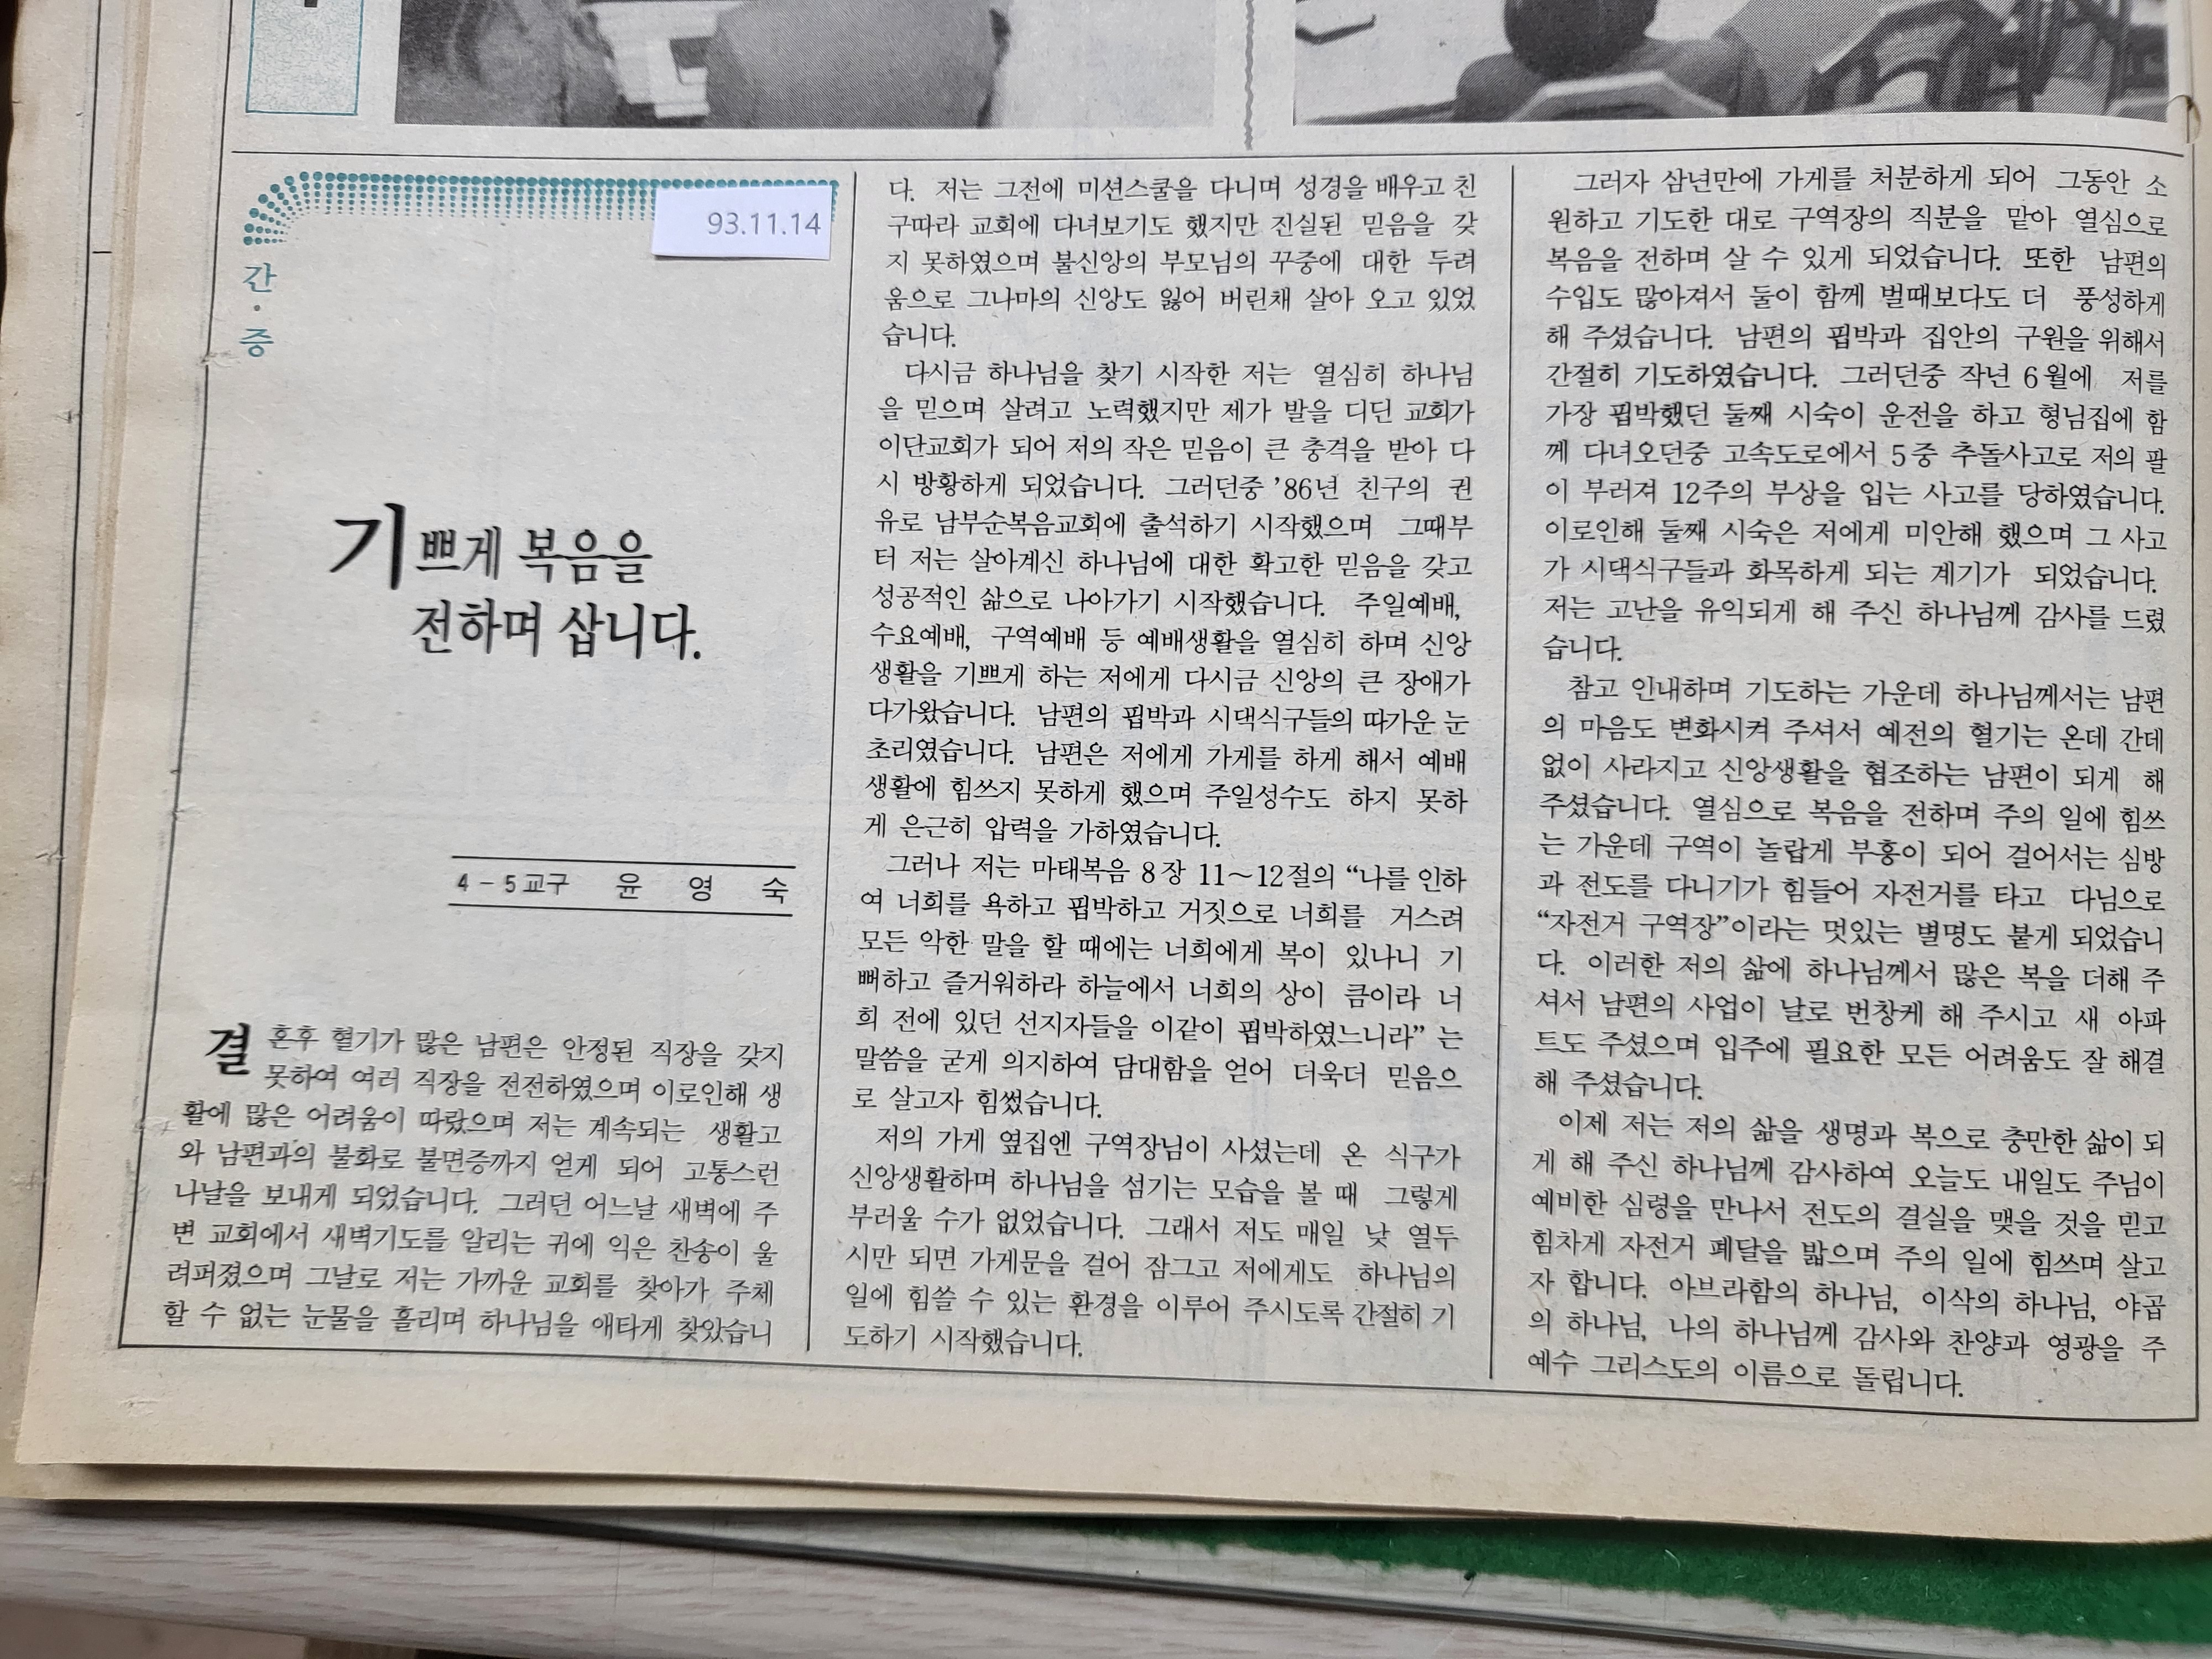 93.11.14
간·증
기쁘게 복음을
전하며 삽니다.
4-5교구 윤 영 숙
결혼후 혈기가 많은 남편은 안정된 직장을 갖지
못하여 여러 직장을 전전하였으며 이로인해 생
활에 많은 어려움이 따랐으며 저는 계속되는 생활고
와 남편과의 불화로 불면증까지 얻게 되어 고통스런
나날을 보내게 되었습니다. 그러던 어느날 새벽에 주
변 교회에서 새벽기도를 알리는 귀에 익은 찬송이 울
려퍼졌으며 그날로 저는 가까운 교회를 찾아가 주체
할 수 없는 눈물을 흘리며 하나님을 애타게 찾았습니
다. 저는 그전에 미션스쿨을 다니며 성경을 배우고 친
구따라 교회에 다녀보기도 했지만 진실된 믿음을 갖
지 못하였으며 불신앙의 부모님의 꾸중에 대한 두려
움으로 그나마의 신앙도 잃어 버린채 살아 오고 있었
습니다.
다시금 하나님을 찾기 시작한 저는 열심히 하나님
을 믿으며 살려고 노력했지만 제가 발을 디딘 교회가
이단교회가 되어 저의 작은 믿음이 큰 충격을 받아 다
시 방황하게 되었습니다. 그러던중 ’86년 친구의 권
유로 남부순복음교회에 출석하기 시작했으며 그때부
터 저는 살아계신 하나님에 대한 확고한 믿음을 갖고
성공적인 삶으로 나아가기 시작했습니다. 주일예배,
수요예배, 구역예배 등 예배생활을 열심히 하며 신앙
생활을 기쁘게 하는 저에게 다시금 신앙의 큰 장애가
다가왔습니다. 남편의 핍박과 시댁식구들의 따가운 눈
초리였습니다. 남편은 저에게 가게를 하게 해서 예배
생활에 힘쓰지 못하게 했으며 주일성수도 하지 못하
게 은근히 압력을 가하였습니다.
그러나 저는 마태복음 8장 11～12절의 “나를 인하
여 너희를 욕하고 핍박하고 거짓으로 너희를 거스려
모든 악한 말을 할 때에는 너희에게 복이 있나니 기
뻐하고 즐거워하라 하늘에서 너희의 상이 큼이라 너
희 전에 있던 선지자들을 이같이 핍박하였느니라” 는
말씀을 굳게 의지하여 담대함을 얻어 더욱더 믿음으
로 살고자 힘썼습니다.
저의 가게 옆집엔 구역장님이 사셨는데 온 식구가
신앙생활하며 하나님을 섬기는 모습을 볼 때 그렇게
부러울 수가 없었습니다. 그래서 저도 매일 낮 열두
시만 되면 가게문을 걸어 잠그고 저에게도 하나님의
일에 힘쓸 수 있는 환경을 이루어 주시도록 간절히 기
도하기 시작했습니다.
그러자 삼년만에 가게를 처분하게 되어 그동안 소
원하고 기도한 대로 구역장의 직분을 맡아 열심으로
복음을 전하며 살 수 있게 되었습니다. 또한 남편의
수입도 많아져서 둘이 함께 벌때보다도 더 풍성하게
해 주셨습니다. 남편의 핍박과 집안의 구원을 위해서
간절히 기도하였습니다. 그러던중 작년 6월에 저를
가장 핍박했던 둘째 시숙이 운전을 하고 형님집에 함
께 다녀오던중 고속도로에서 5중 추돌사고로 저의 팔
이 부러져 12주의 부상을 입는 사고를 당하였습니다.
이로인해 둘째 시숙은 저에게 미안해 했으며 그 사고
가 시댁식구들과 화목하게 되는 계기가 되었습니다.
저는 고난을 유익되게 해 주신 하나님께 감사를 드렸
습니다.
참고 인내하며 기도하는 가운데 하나님께서는 남편
의 마음도 변화시켜 주셔서 예전의 혈기는 온데 간데
없이 사라지고 신앙생활을 협조하는 남편이 되게 해
주셨습니다. 열심으로 복음을 전하며 주의 일에 힘쓰
는 가운데 구역이 놀랍게 부흥이 되어 걸어서는 심방
과 전도를 다니기가 힘들어 자전거를 타고 다님으로
“자전거 구역장”이라는 멋있는 별명도 붙게 되었습니
다. 이러한 저의 삶에 하나님께서 많은 복을 더해 주
셔서 남편의 사업이 날로 번창케 해 주시고 새 아파
트도 주셨으며 입주에 필요한 모든 어려움도 잘 해결
해 주셨습니다.
이제 저는 저의 삶을 생명과 복으로 충만한 삶이 되
게 해 주신 하나님께 감사하여 오늘도 내일도 주님이
예비한 심령을 만나서 전도의 결실을 맺을 것을 믿고
힘차게 자전거 폐달을 밟으며 주의 일에 힘쓰며 살고
자 합니다. 아브라함의 하나님, 이삭의 하나님, 야곱
의 하나님, 나의 하나님께 감사와 찬양과 영광을 주
예수 그리스도의 이름으로 돌립니다.